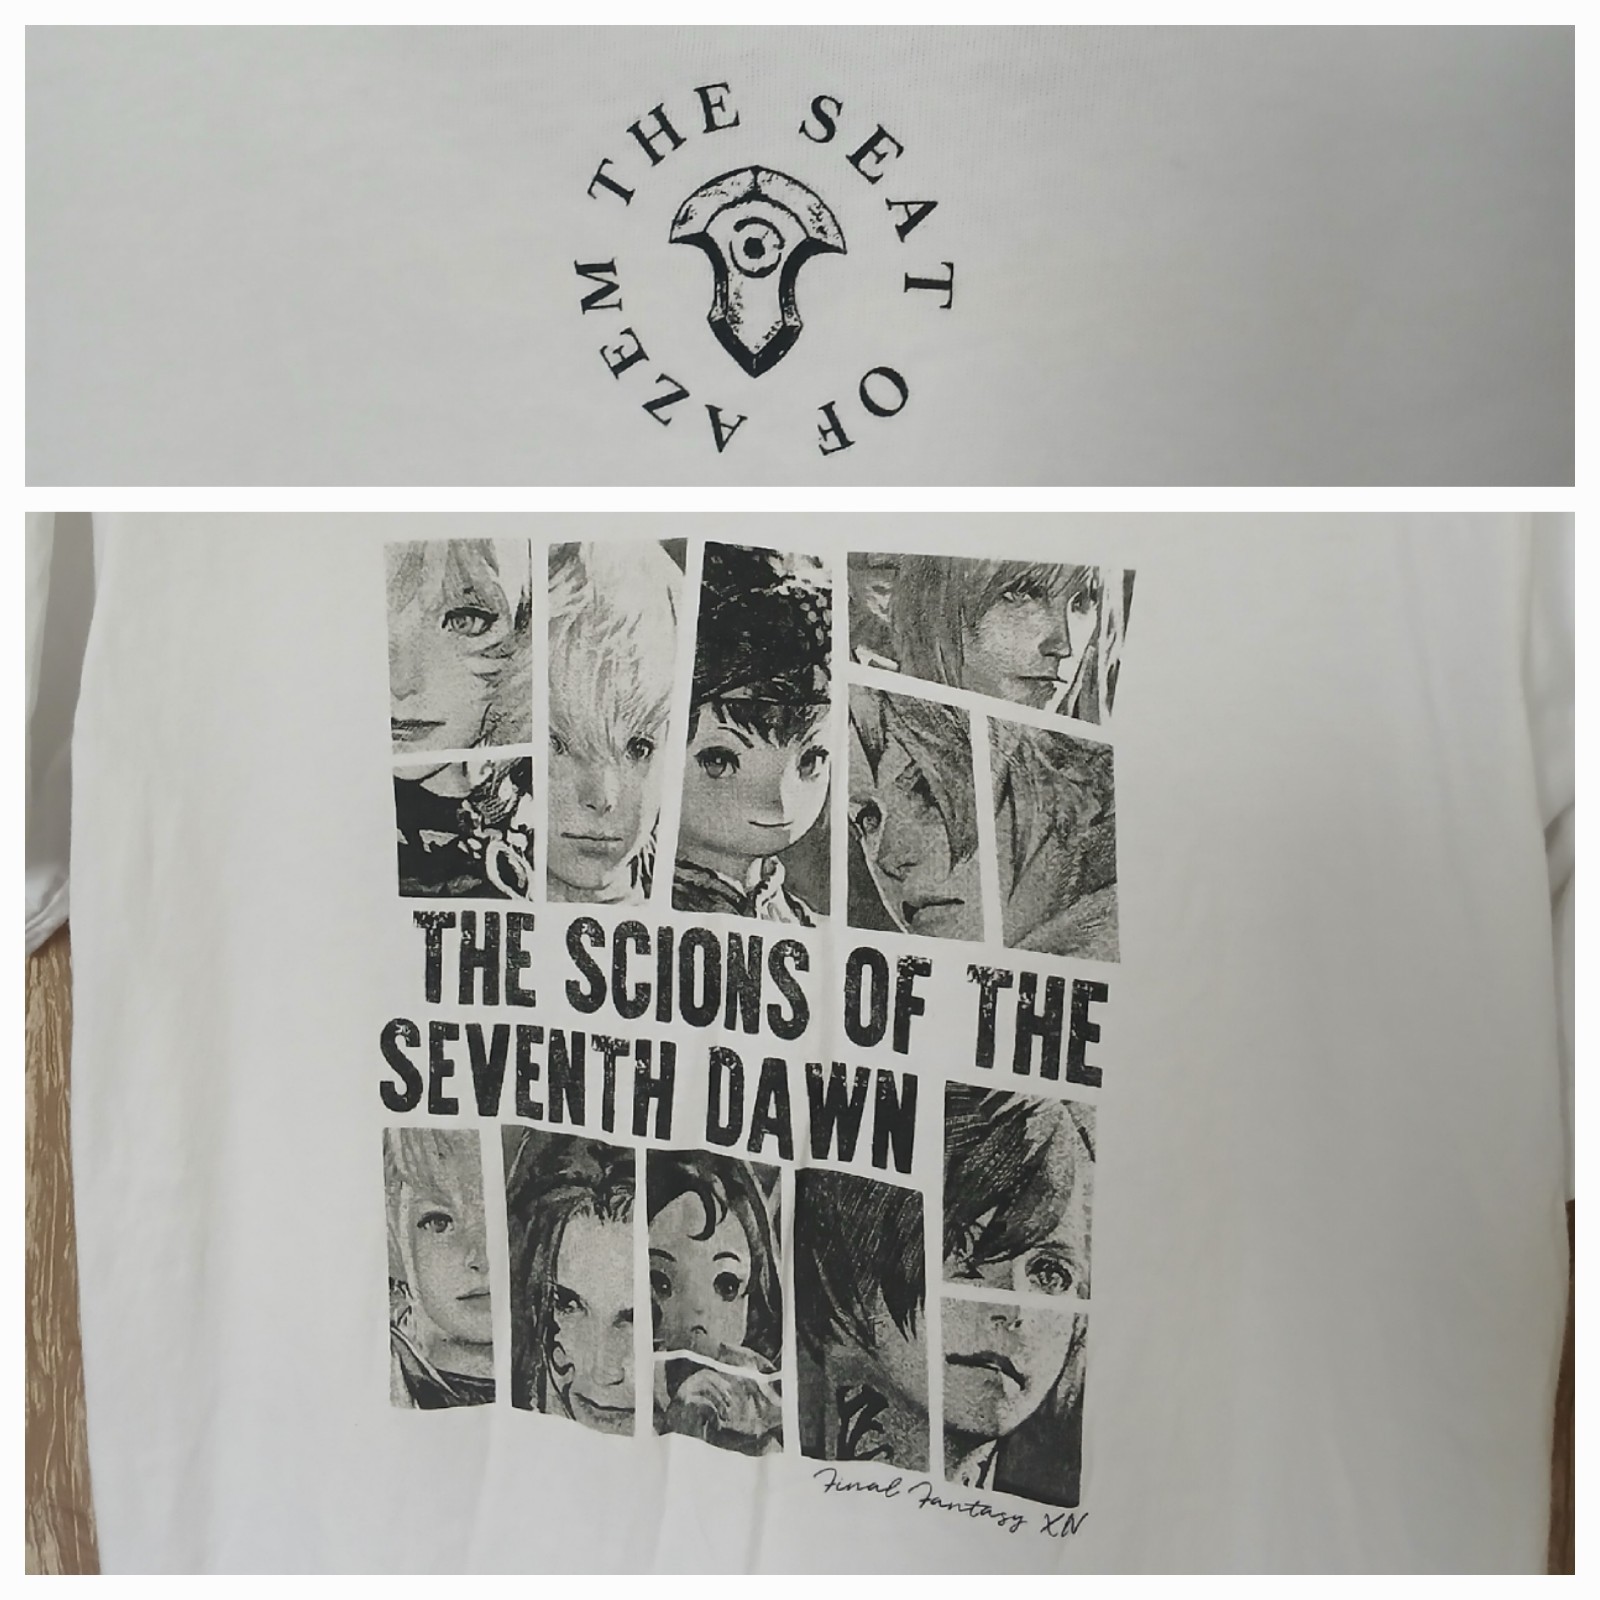 THE SEAT OF AZEM
THE SCIONS OF THE
SEVENTH DAWN
Final Fantasy XIV